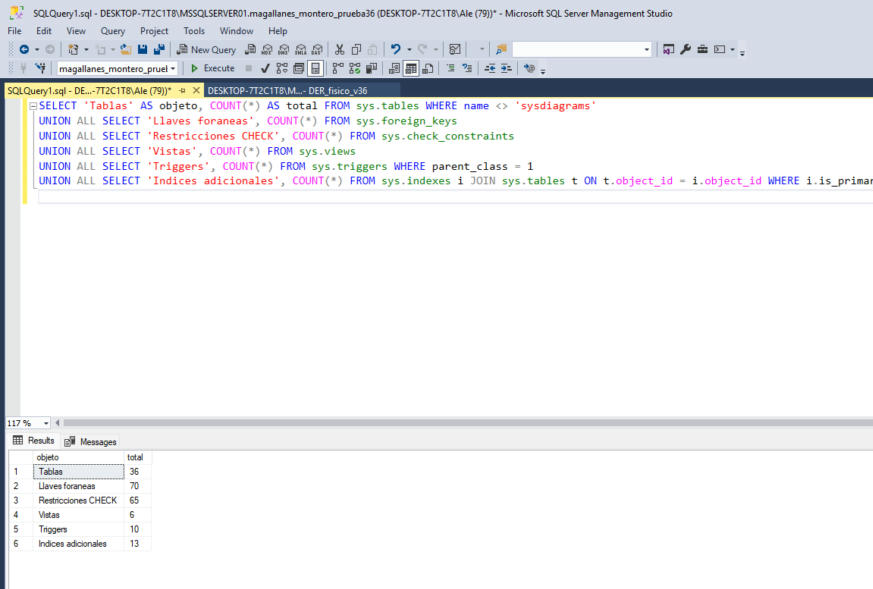 SQLQuery1.sql - DESKTOP-7T2C1T8\MSSQLSERVER01.magallanes_montero_prueba36 (DESKTOP-7T2C1T8\Ale (79))* - Microsoft SQL Server Management Studio
File Edit View Query Project Tools Window Help
New Query
magallanes_montero_pruel Execute
SQLQuery1.sql - DE...-7T2C1T8\Ale (79))* DESKTOP-7T2C1T8\M...- DER_fisico_v36
SELECT 'Tablas' AS objeto, COUNT(*) AS total FROM sys.tables WHERE name <> 'sysdiagrams'
UNION ALL SELECT 'Llaves foraneas', COUNT(*) FROM sys.foreign_keys
UNION ALL SELECT 'Restricciones CHECK', COUNT(*) FROM sys.check_constraints
UNION ALL SELECT 'Vistas', COUNT(*) FROM sys.views
UNION ALL SELECT 'Triggers', COUNT(*) FROM sys.triggers WHERE parent_class = 1
UNION ALL SELECT 'Indices adicionales', COUNT(*) FROM sys.indexes i JOIN sys.tables t ON t.object_id = i.object_id WHERE i.is_primar
117 %
Results Messages
objeto total
1 Tablas 36
2 Llaves foraneas 70
3 Restricciones CHECK 65
4 Vistas 6
5 Triggers 10
6 Indices adicionales 13